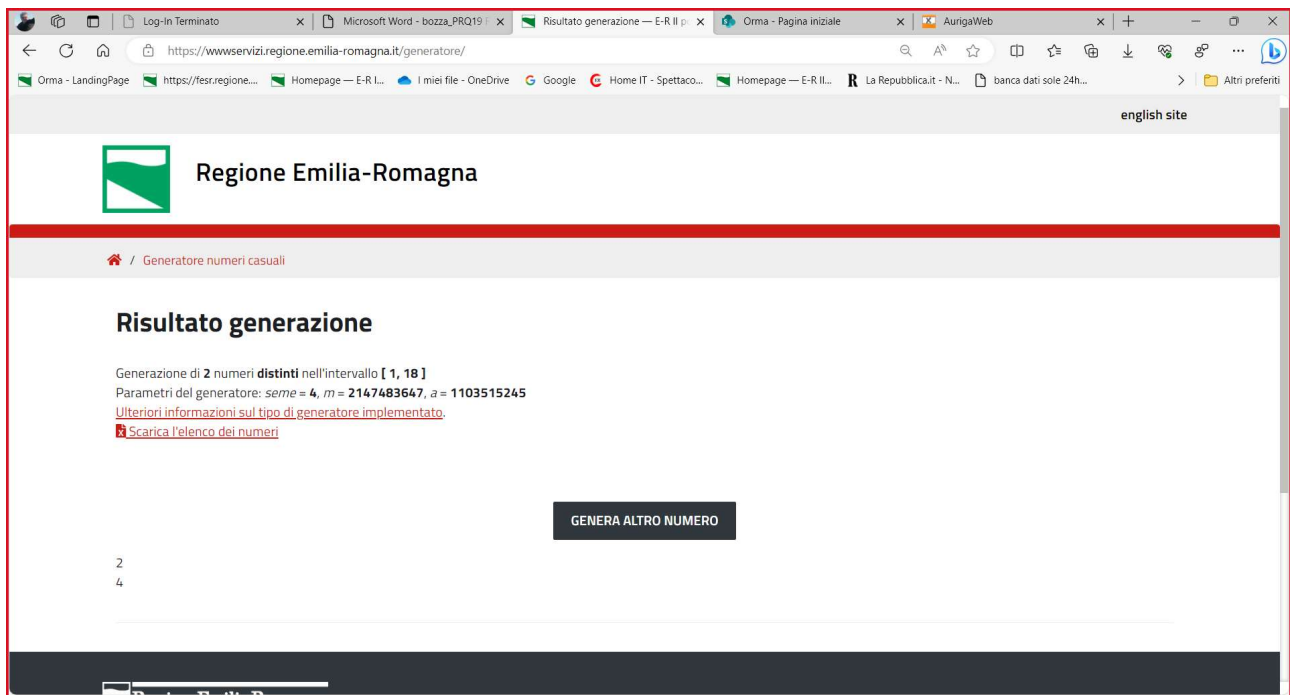 Log-In Terminato
Microsoft Word - bozza_PRQ19 F
Risultato generazione — E-R Il po
Orma - Pagina iniziale
AurigaWeb
https://wwwservizi.regione.emilia-romagna.it/generatore/
Orma - LandingPage
https://fesr.regione....
Homepage — E-R I...
I miei file - OneDrive
Google
Home IT - Spettaco...
Homepage — E-R Il...
La Repubblica.it - N...
banca dati sole 24h...
Altri preferiti
english site
Regione Emilia-Romagna
/ Generatore numeri casuali
Risultato generazione
Generazione di 2 numeri distinti nell'intervallo [ 1, 18 ]
Parametri del generatore: seme = 4, m = 2147483647, a = 1103515245
Ulteriori informazioni sul tipo di generatore implementato.
Scarica l'elenco dei numeri
GENERA ALTRO NUMERO
2
4